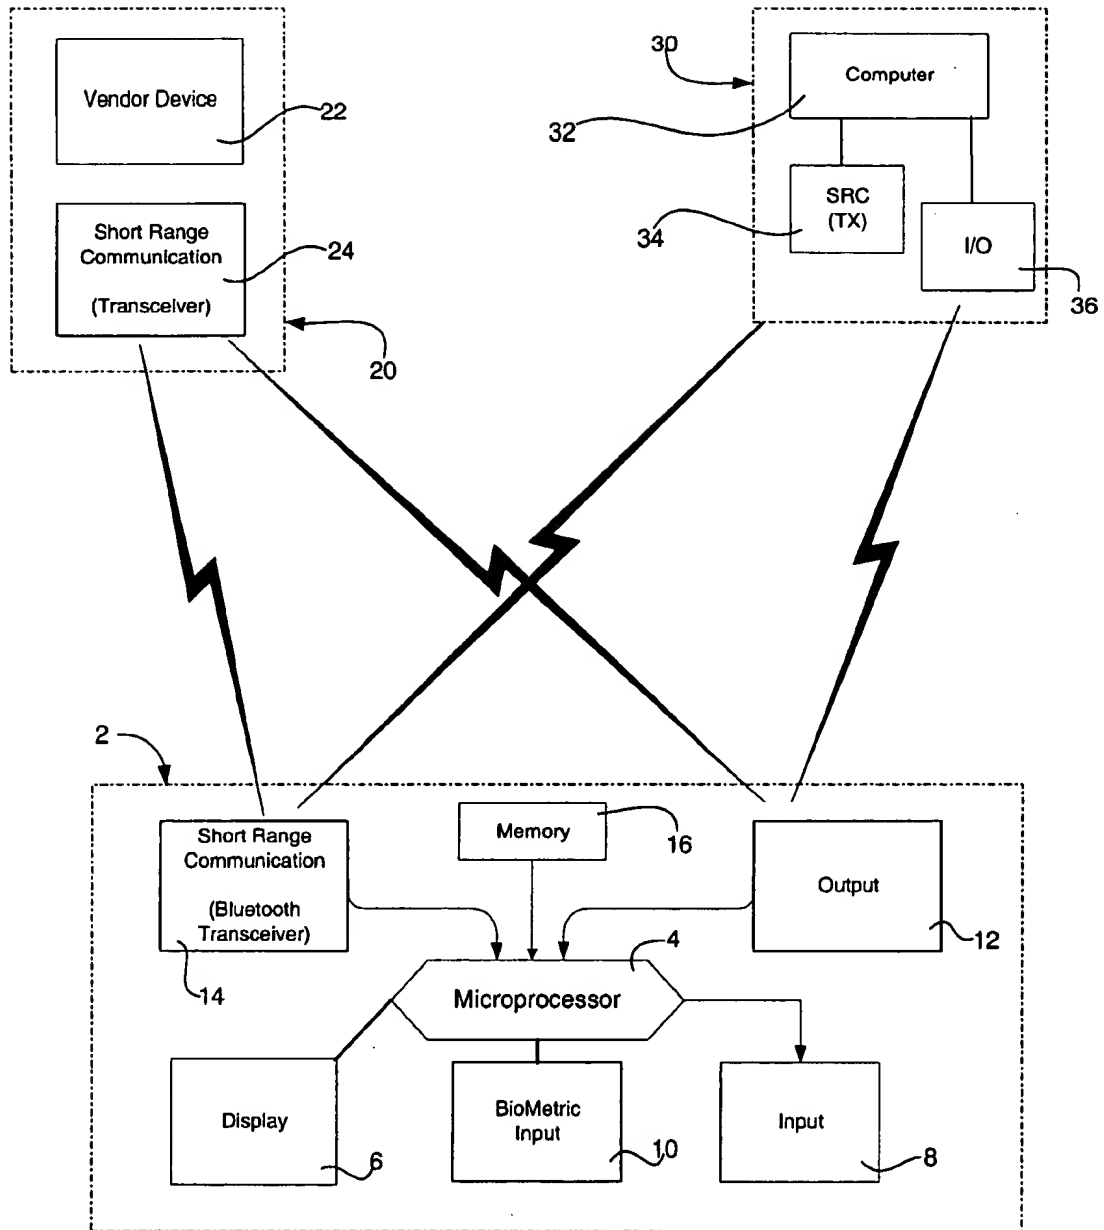 Vendor Device
22
Short Range
Communication
(Transceiver)
24
20
30
Computer
32
SRC
(TX)
34
I/O
36
2
Short Range
Communication
(Bluetooth
Transceiver)
14
Memory
16
Output
12
4
Microprocessor
Display
6
BioMetric
Input
10
Input
8